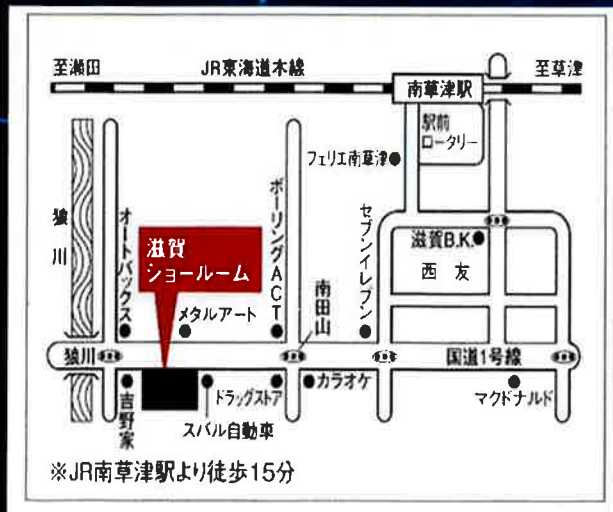 至瀬田
JR東海道本線
至草津
南草津駅
駅前
ロータリー
フェリエ南草津
狼川
オートバックス
滋賀
ショールーム
ボーリングACT
セブンイレブン
滋賀B.K.
西友
メタルアート
南田山
狼川
国道1号線
吉野家
スバル自動車
ドラッグストア
カラオケ
マクドナルド
※JR南草津駅より徒歩15分